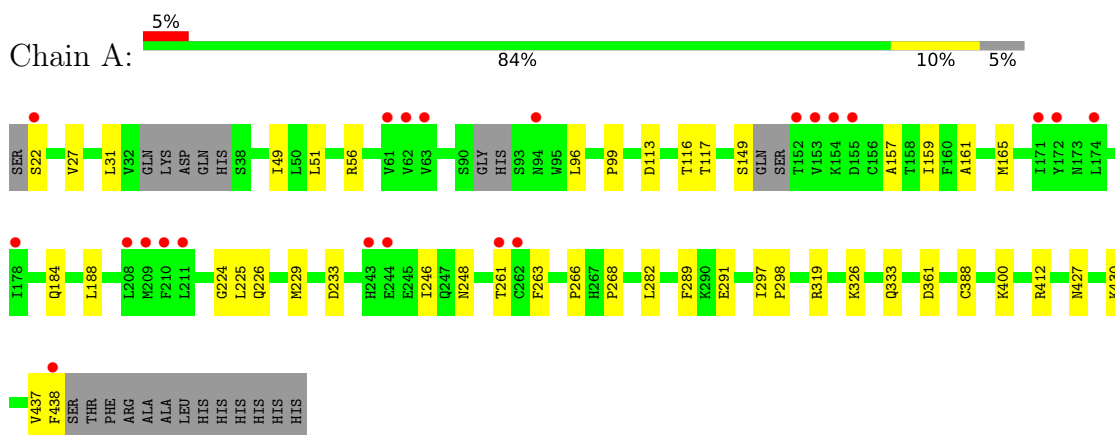 5%
Chain A:
84% 10% 5%
SER S22 V27 L31 V32 GLN LYS ASP GLN HIS S38 I49 L50 L51 R56 V61 V62 V63 S90 GLY HIS S93 N94 W95 L96 P99 D113 T116 T117 S149 GLN SER T152 V153 K154 D155 C156 A157 T158 I159 F160 A161 M165 I171 Y172 N173 L174
I178 Q184 L188 L208 M209 F210 L211 G224 L225 Q226 M229 D233 H243 E244 E245 I246 Q247 N248 T261 C262 F263 P266 H267 P268 L282 F289 K290 E291 I297 P298 R319 K326 Q333 D361 C388 K400 R412 N427
V437 F438 SER THR PHE ARG ALA ALA LEU HIS HIS HIS HIS HIS HIS